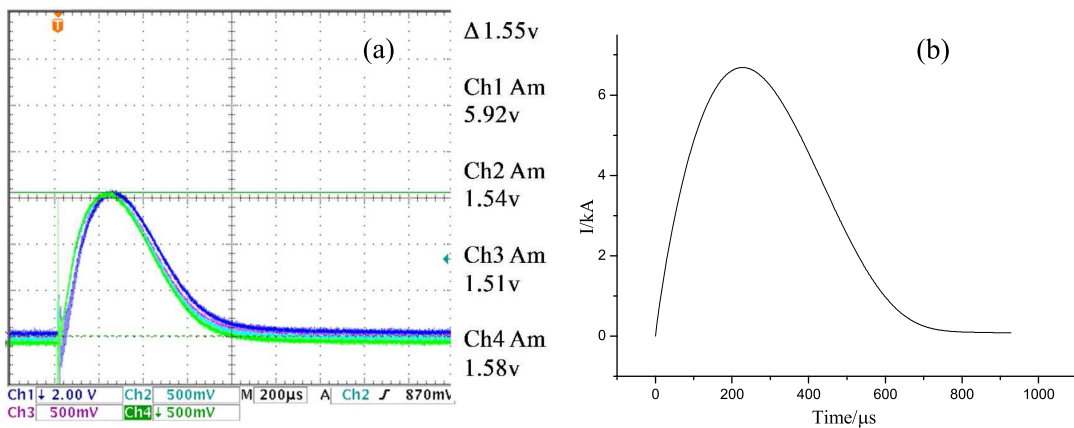 T
(a)
Δ 1.55v
Ch1 Am
5.92v
Ch2 Am
1.54v
Ch3 Am
1.51v
Ch4 Am
1.58v
Ch1 ↓ 2.00 V Ch2 500mV M 200µs A Ch2 ∫ 870mV
Ch3 500mV Ch4 ↓ 500mV
(b)
I/kA
6
4
2
0
0 200 400 600 800 1000
Time/µs